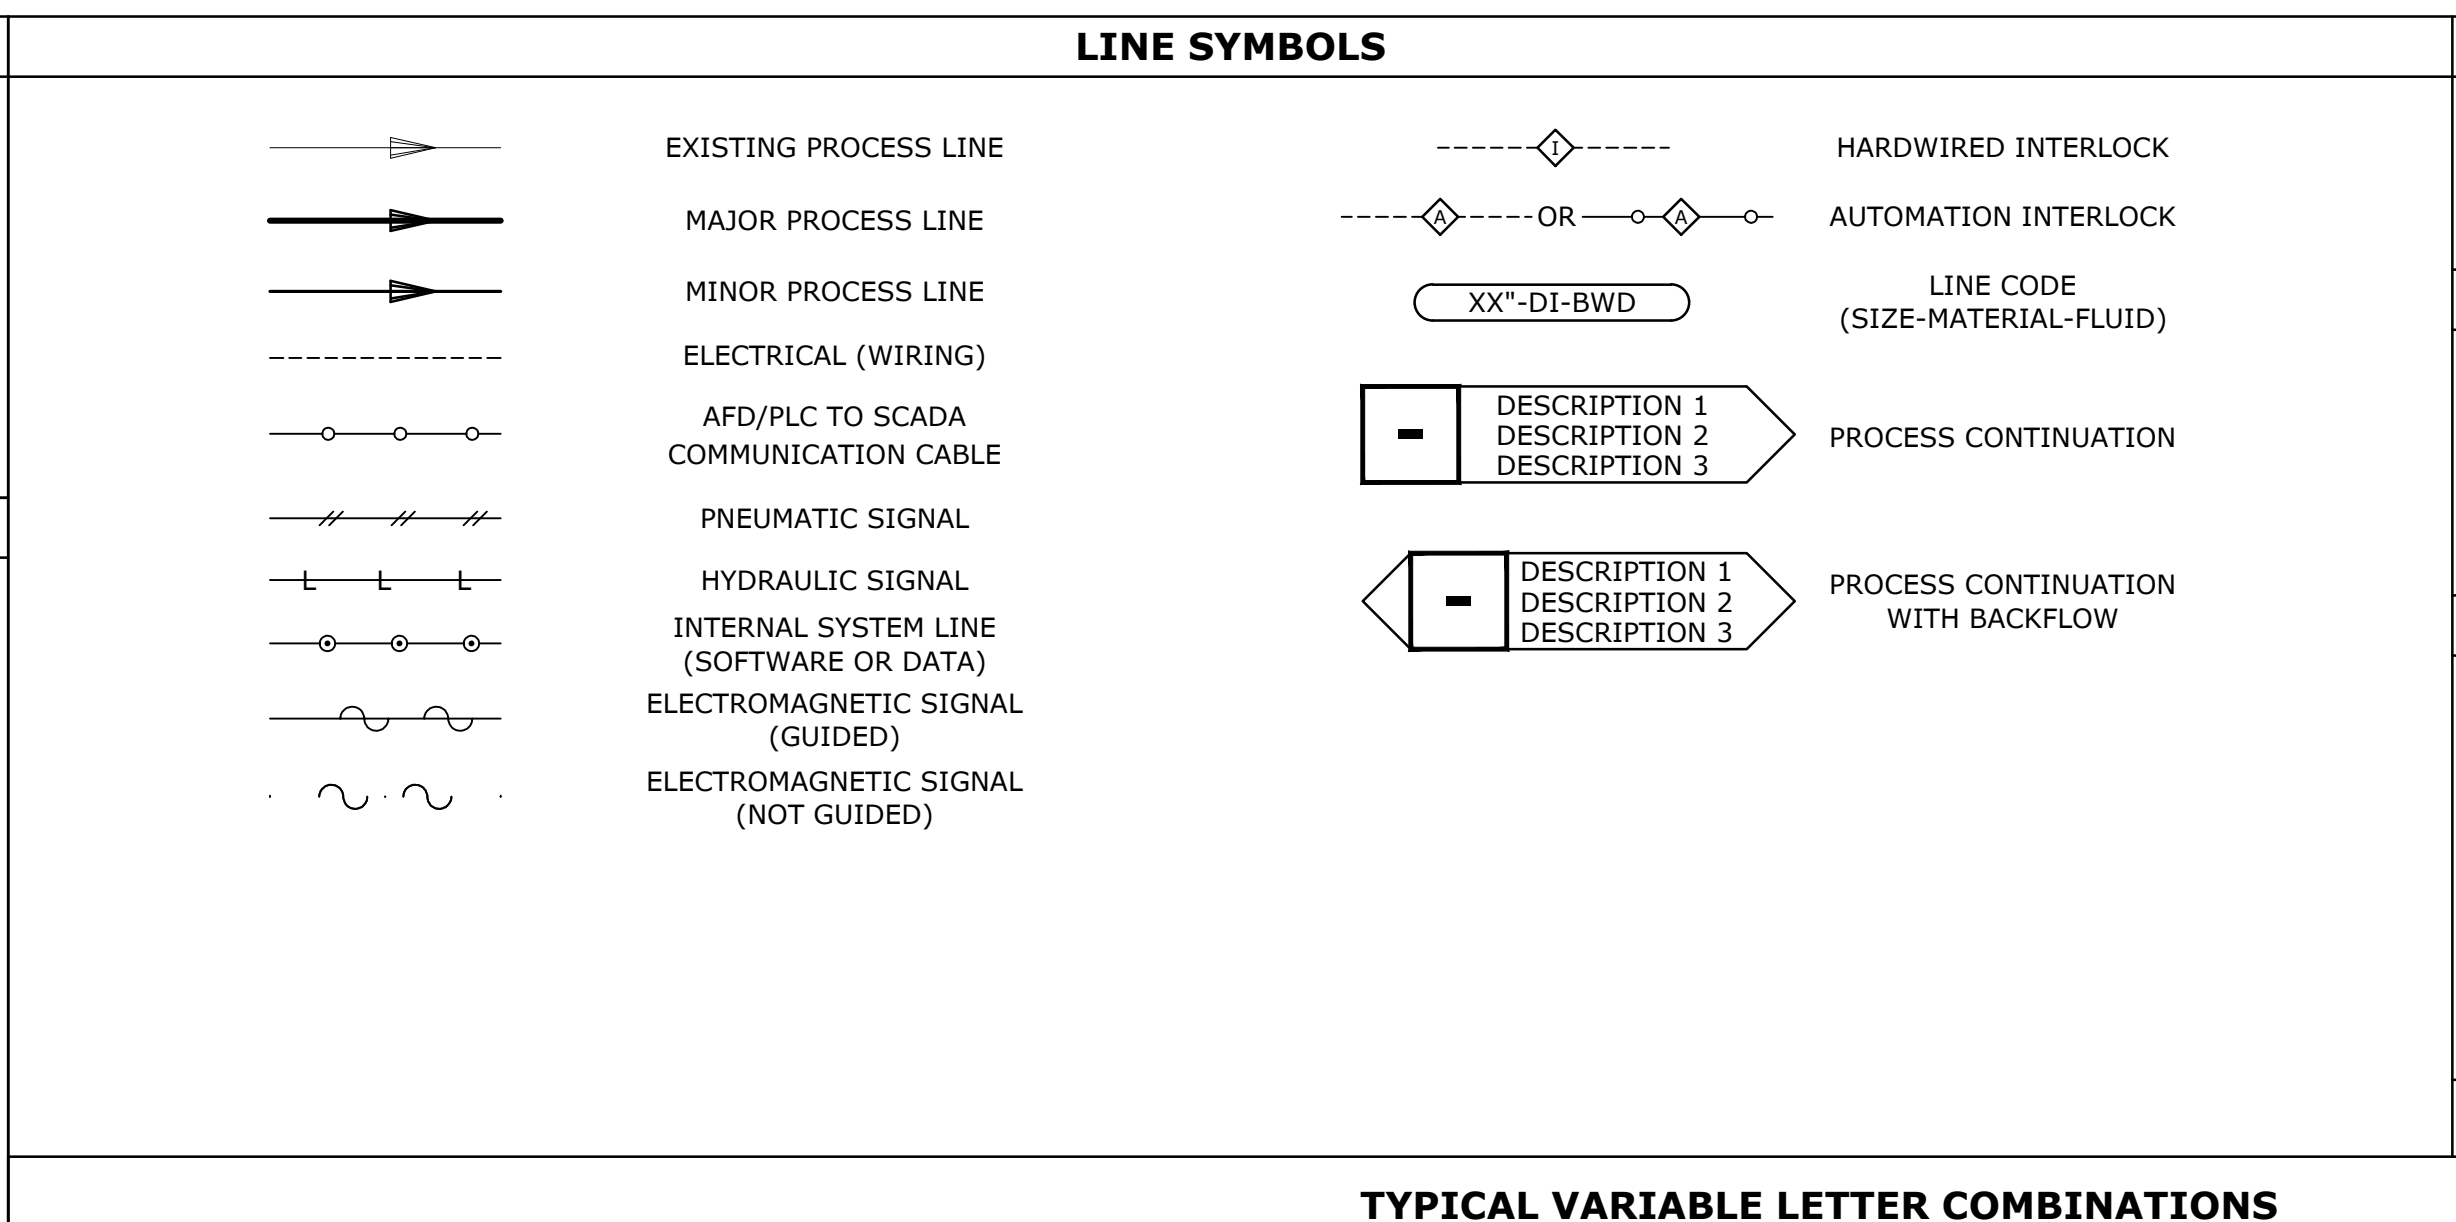 LINE SYMBOLS
EXISTING PROCESS LINE
MAJOR PROCESS LINE
MINOR PROCESS LINE
ELECTRICAL (WIRING)
AFD/PLC TO SCADA
COMMUNICATION CABLE
PNEUMATIC SIGNAL
L L L
HYDRAULIC SIGNAL
INTERNAL SYSTEM LINE
(SOFTWARE OR DATA)
ELECTROMAGNETIC SIGNAL
(GUIDED)
ELECTROMAGNETIC SIGNAL
(NOT GUIDED)
I
HARDWIRED INTERLOCK
A OR A
AUTOMATION INTERLOCK
XX"-DI-BWD
LINE CODE
(SIZE-MATERIAL-FLUID)
-
DESCRIPTION 1
DESCRIPTION 2
DESCRIPTION 3
PROCESS CONTINUATION
-
DESCRIPTION 1
DESCRIPTION 2
DESCRIPTION 3
PROCESS CONTINUATION
WITH BACKFLOW
TYPICAL VARIABLE LETTER COMBINATIONS